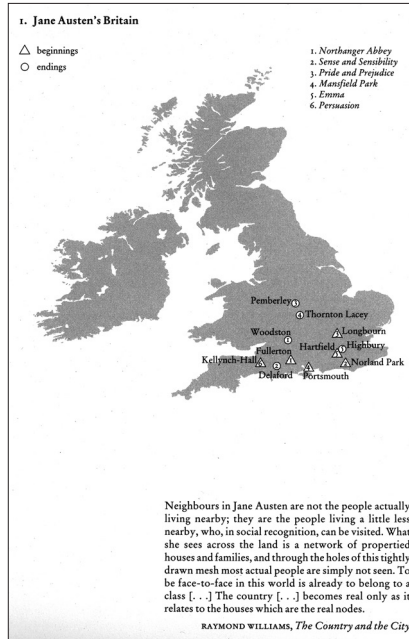 1. Jane Austen's Britain
△ beginnings
○ endings
1. Northanger Abbey
2. Sense and Sensibility
3. Pride and Prejudice
4. Mansfield Park
5. Emma
6. Persuasion
Pemberley 3
4 Thornton Lacey
Longbourn
Woodston
1
Hartfield
Highbury
Fullerton
Kellynch-Hall
Norland Park
2
Delaford
Portsmouth
Neighbours in Jane Austen are not the people actually
living nearby; they are the people living a little less
nearby, who, in social recognition, can be visited. What
she sees across the land is a network of propertied
houses and families, and through the holes of this tightly
drawn mesh most actual people are simply not seen. To
be face-to-face in this world is already to belong to a
class [. . .] The country [. . .] becomes real only as it
relates to the houses which are the real nodes.
RAYMOND WILLIAMS, The Country and the City